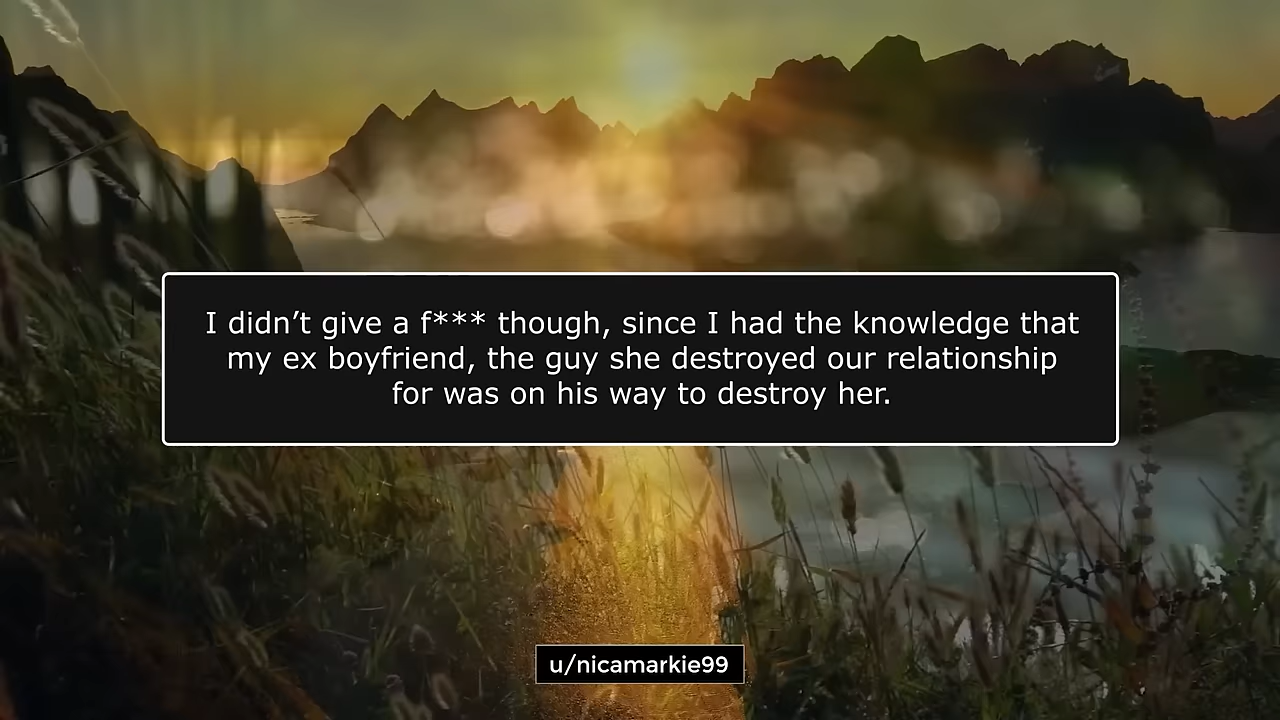 I didn’t give a f*** though, since I had the knowledge that
my ex boyfriend, the guy she destroyed our relationship
for was on his way to destroy her.
u/nicamarkie99